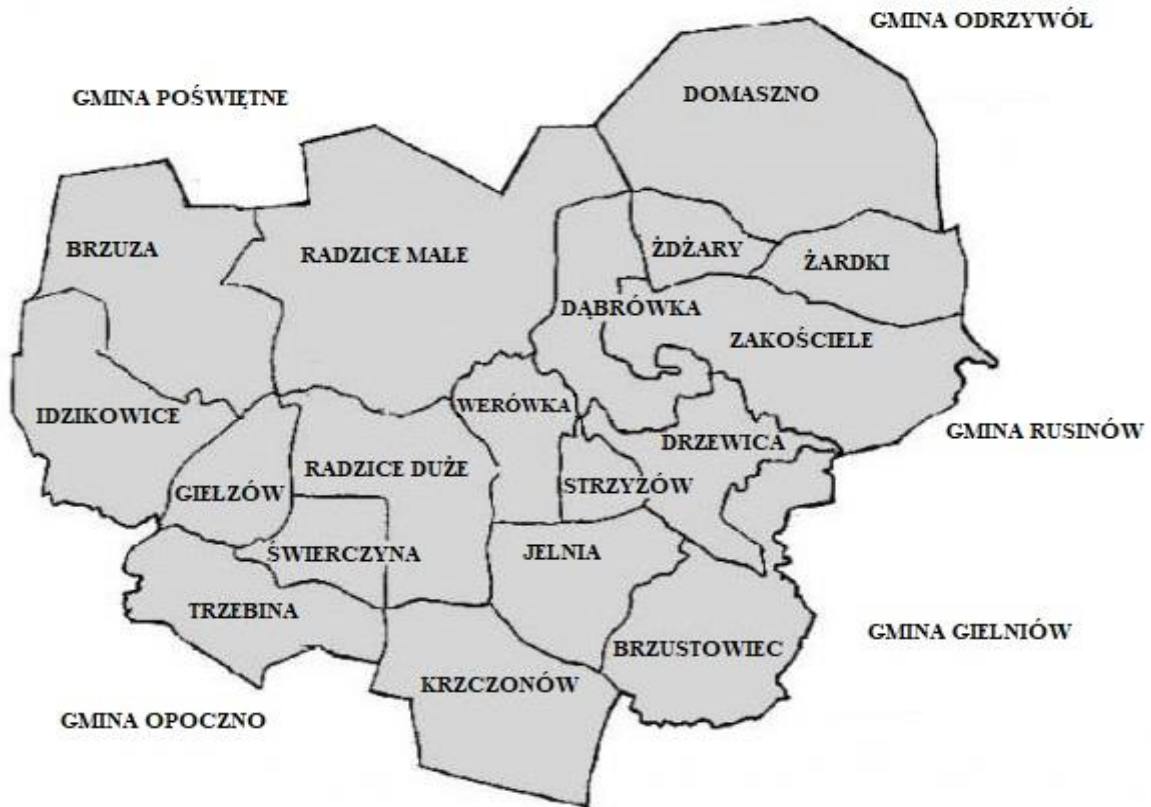 GMINA ODRZYWÓŁ
GMINA POŚWIĘTNE
DOMASZNO
BRZUZA
RADZICE MAŁE
ŻDŻARY
ŻARDKI
DĄBRÓWKA
ZAKOŚCIELE
IDZIKOWICE
WERÓWKA
GMINA RUSINÓW
DRZEWICA
RADZICE DUŻE
GIEŁZÓW
STRZYŻÓW
ŚWIERCZYNA
JELNIA
TRZEBINA
GMINA GIELNIÓW
BRZUSTOWIEC
KRZCZONÓW
GMINA OPOCZNO